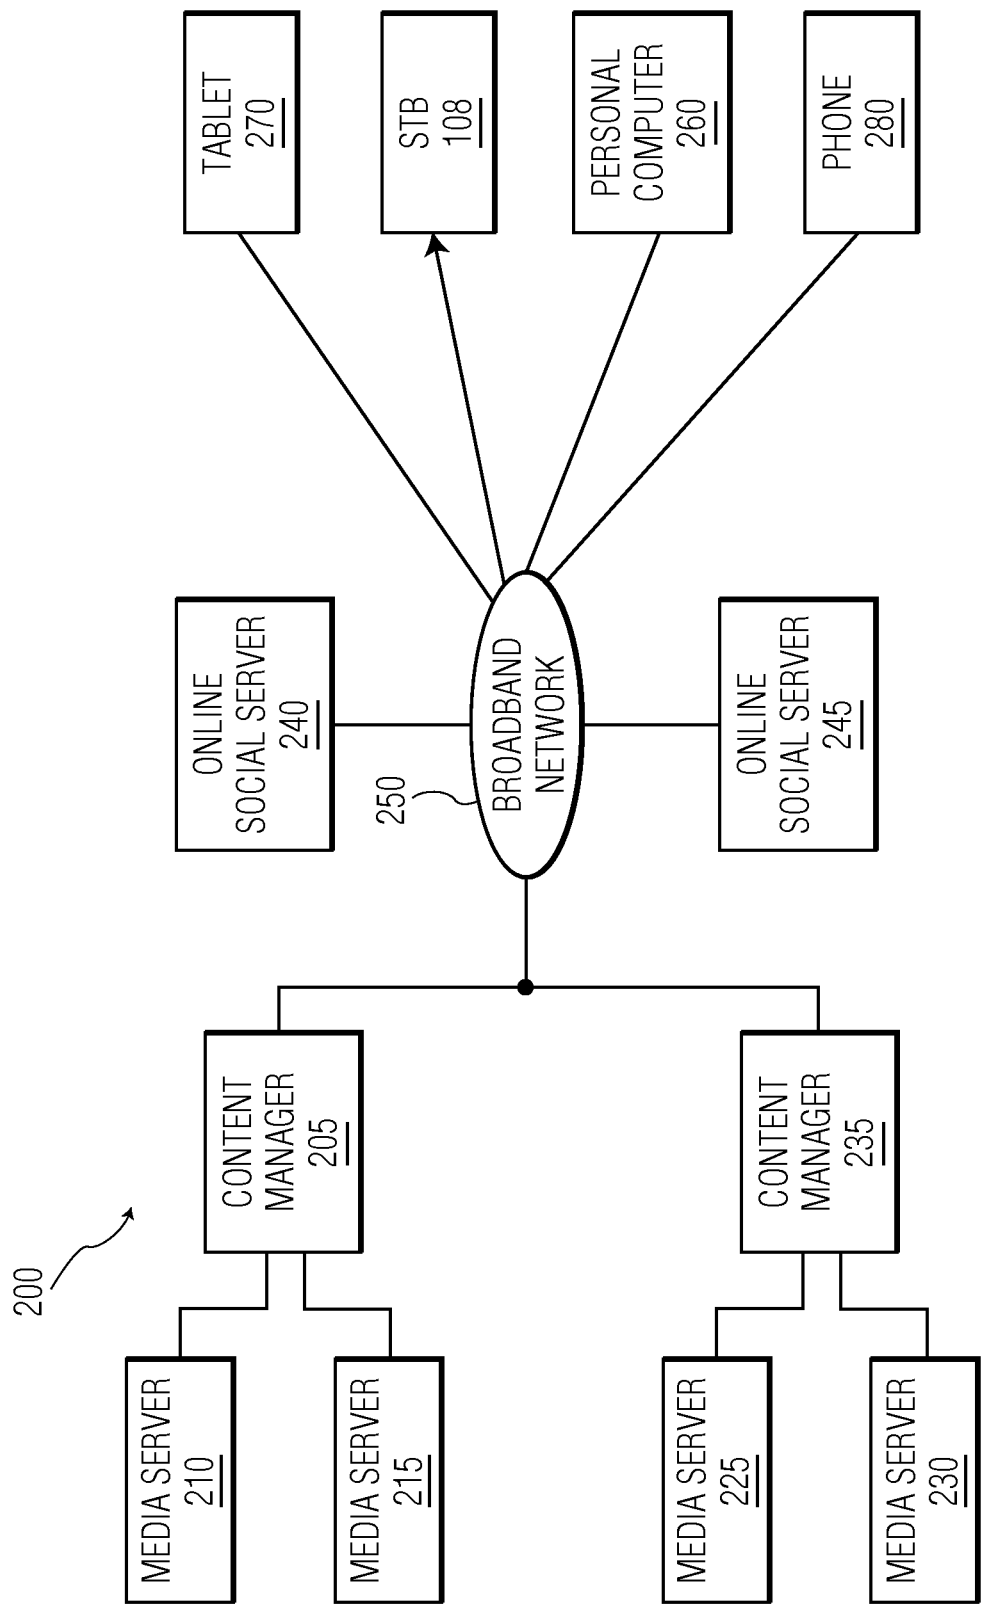 200
MEDIA SERVER
210
MEDIA SERVER
215
MEDIA SERVER
225
MEDIA SERVER
230
CONTENT
MANAGER
205
CONTENT
MANAGER
235
ONLINE
SOCIAL SERVER
240
250
BROADBAND
NETWORK
ONLINE
SOCIAL SERVER
245
TABLET
270
STB
108
PERSONAL
COMPUTER
260
PHONE
280